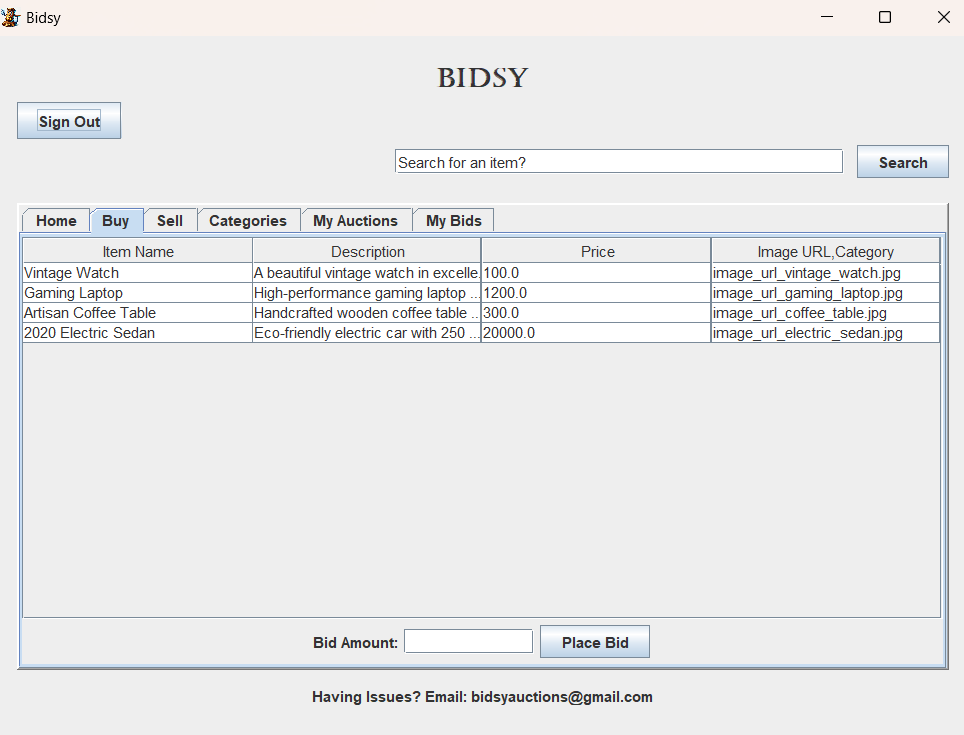 Bidsy
BIDSY
Sign Out
Search for an item?
Search
Home Buy Sell Categories My Auctions My Bids
Item Name Description Price Image URL,Category
Vintage Watch A beautiful vintage watch in excelle... 100.0 image_url_vintage_watch.jpg
Gaming Laptop High-performance gaming laptop ... 1200.0 image_url_gaming_laptop.jpg
Artisan Coffee Table Handcrafted wooden coffee table ... 300.0 image_url_coffee_table.jpg
2020 Electric Sedan Eco-friendly electric car with 250 ... 20000.0 image_url_electric_sedan.jpg
Bid Amount:
Place Bid
Having Issues? Email: bidsyauctions@gmail.com